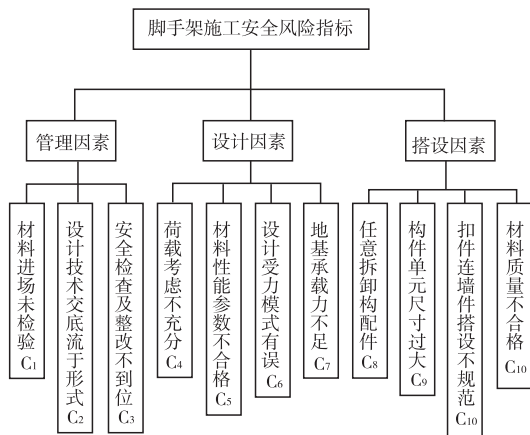 脚手架施工安全风险指标
管理因素
设计因素
搭设因素
材料进场未检验 C1
设计技术交底流于形式 C2
安全检查及整改不到位 C3
荷载考虑不充分 C4
材料性能参数不合格 C5
设计受力模式有误 C6
地基承载力不足 C7
任意拆卸构配件 C8
构件单元尺寸过大 C9
扣件连墙件搭设不规范 C10
材料质量不合格 C10